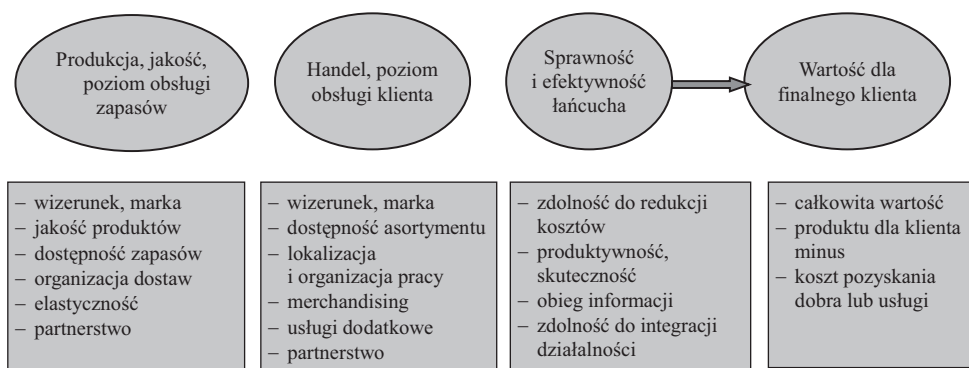 Produkcja, jakość,
poziom obsługi
zapasów
Handel, poziom
obsługi klienta
Sprawność
i efektywność
łańcucha
Wartość dla
finalnego klienta
– wizerunek, marka
– jakość produktów
– dostępność zapasów
– organizacja dostaw
– elastyczność
– partnerstwo
– wizerunek, marka
– dostępność asortymentu
– lokalizacja
i organizacja pracy
– merchandising
– usługi dodatkowe
– partnerstwo
– zdolność do redukcji
kosztów
– produktywność,
skuteczność
– obieg informacji
– zdolność do integracji
działalności
– całkowita wartość
– produktu dla klienta
minus
– koszt pozyskania
dobra lub usługi